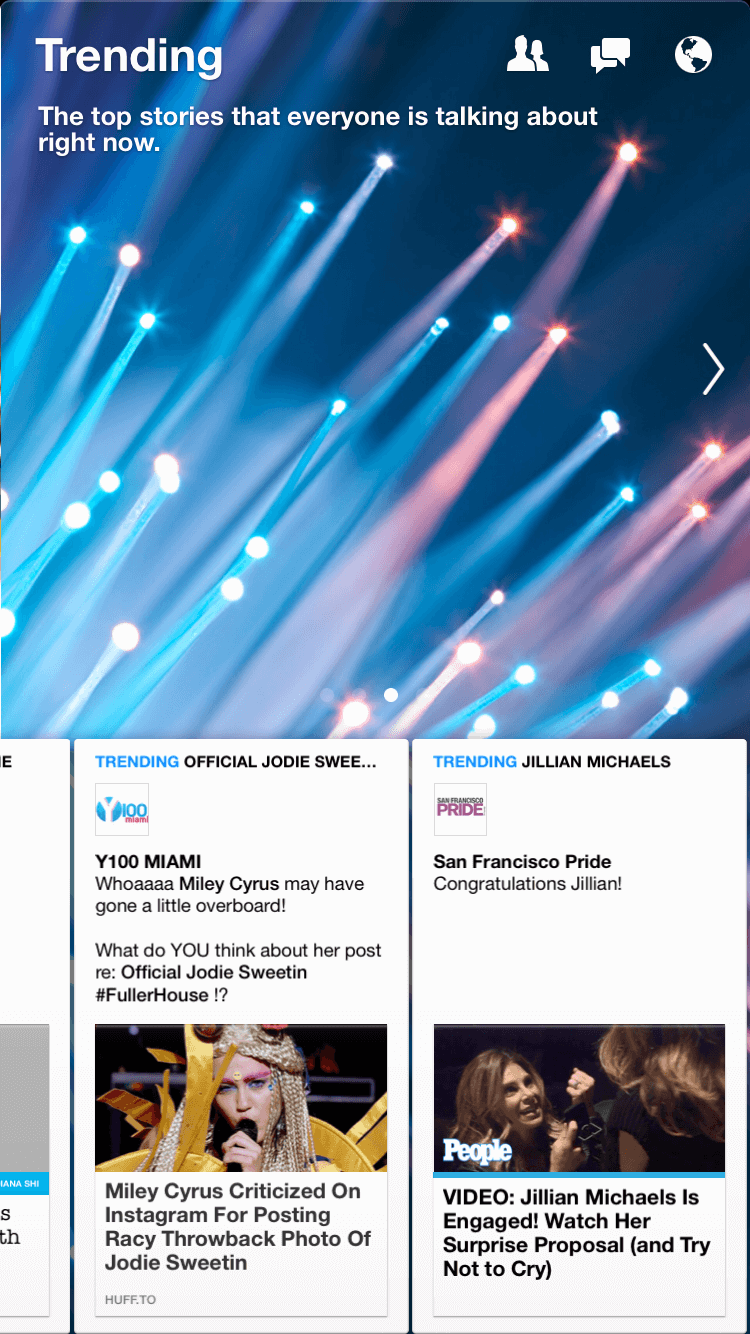 Trending
The top stories that everyone is talking about
right now.
IE
IANA SHI
s
th
TRENDING OFFICIAL JODIE SWEE...
Y100
miami
Y100 MIAMI
Whoaaaa Miley Cyrus may have
gone a little overboard!
What do YOU think about her post
re: Official Jodie Sweetin
#FullerHouse !?
Miley Cyrus Criticized On
Instagram For Posting
Racy Throwback Photo Of
Jodie Sweetin
HUFF.TO
TRENDING JILLIAN MICHAELS
SAN FRANCISCO
PRIDE
San Francisco Pride
Congratulations Jillian!
People
VIDEO: Jillian Michaels Is
Engaged! Watch Her
Surprise Proposal (and Try
Not to Cry)